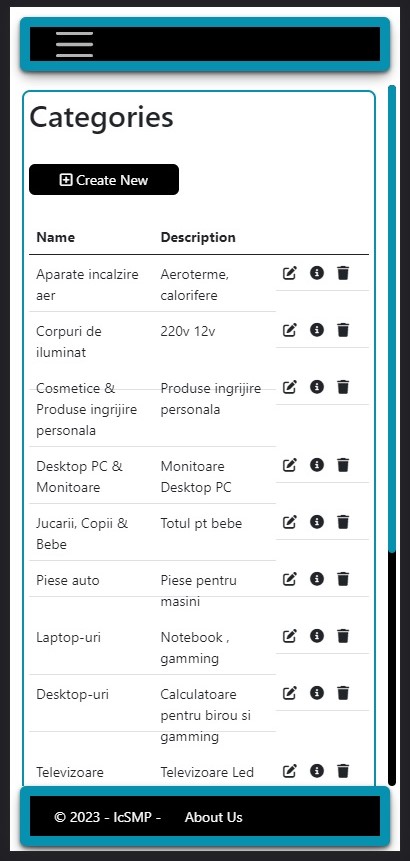 Categories
Create New
Name Description
Aparate incalzire Aeroterme,
aer calorifere
Corpuri de 220v 12v
iluminat
Cosmetice & Produse ingrijire
Produse ingrijire personala
personala
Desktop PC & Monitoare
Monitoare Desktop PC
Jucarii, Copii & Totul pt bebe
Bebe
Piese auto Piese pentru
masini
Laptop-uri Notebook ,
gamming
Desktop-uri Calculatoare
pentru birou si
gamming
Televizoare Televizoare Led
© 2023 - IcSMP - About Us